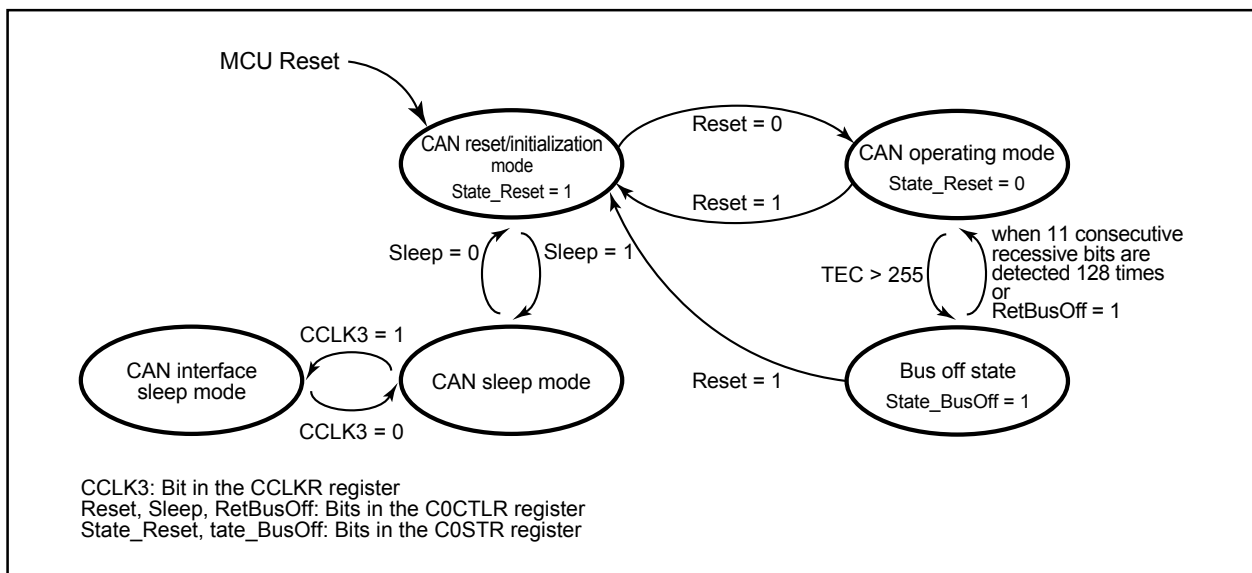 MCU Reset
CAN reset/initialization
mode
State_Reset = 1
Reset = 0
CAN operating mode
State_Reset = 0
Reset = 1
Sleep = 0
Sleep = 1
TEC > 255
when 11 consecutive
recessive bits are
detected 128 times
or
RetBusOff = 1
CCLK3 = 1
CAN interface
sleep mode
CAN sleep mode
Reset = 1
Bus off state
State_BusOff = 1
CCLK3 = 0
CCLK3: Bit in the CCLKR register
Reset, Sleep, RetBusOff: Bits in the C0CTLR register
State_Reset, tate_BusOff: Bits in the C0STR register